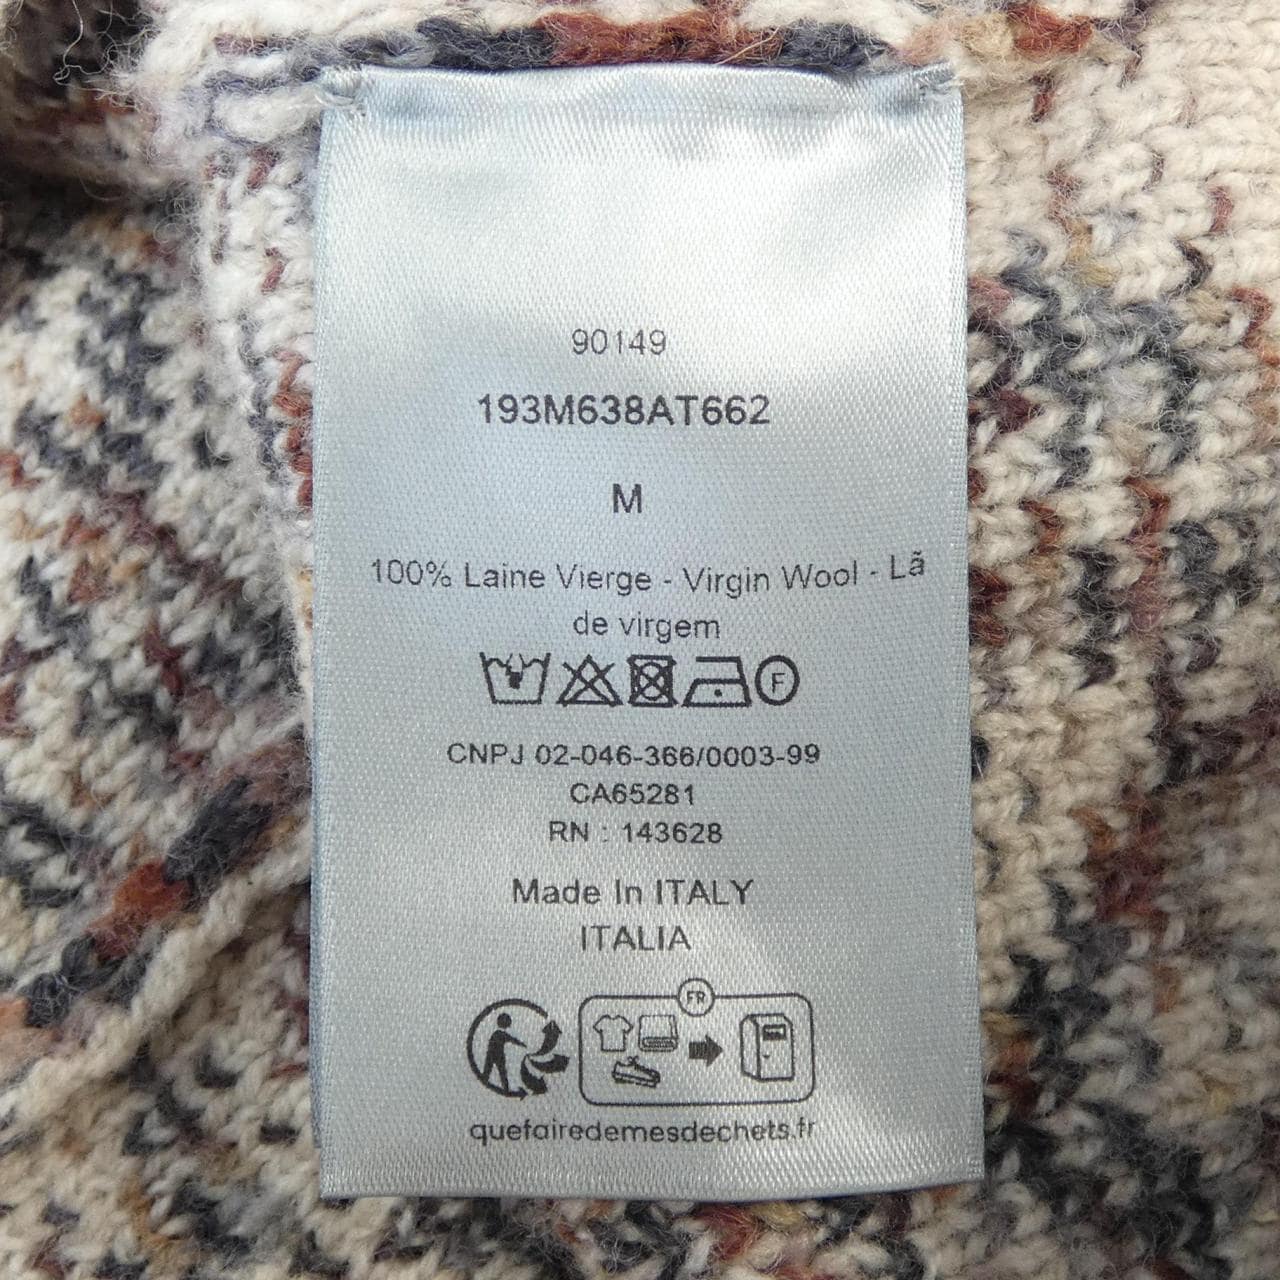 90149
193M638AT662
M
100% Laine Vierge - Virgin Wool - Lã
de virgem
F
CNPJ 02-046-366/0003-99
CA65281
RN : 143628
Made In ITALY
ITALIA
FR
quefairedemesdechets.fr